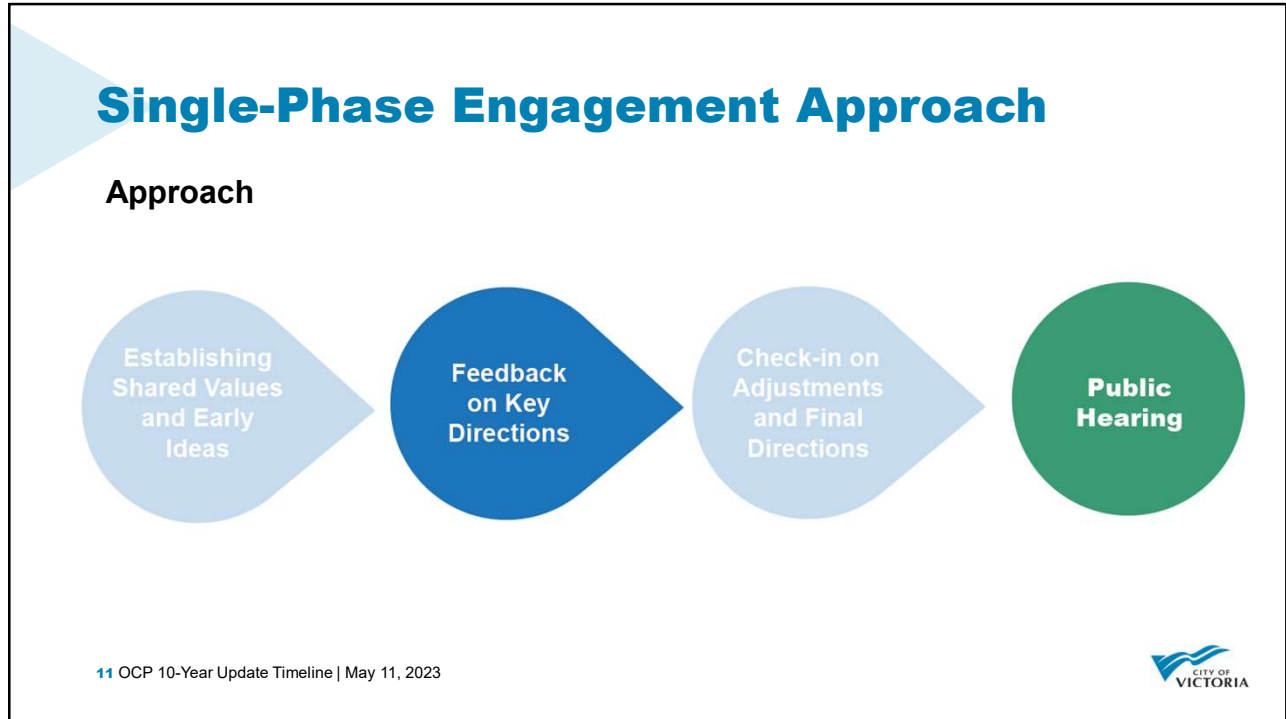 Single-Phase Engagement Approach
Approach
Establishing
Shared Values
and Early
Ideas
Feedback
on Key
Directions
Check-in on
Adjustments
and Final
Directions
Public
Hearing
11 OCP 10-Year Update Timeline | May 11, 2023
CITY OF
VICTORIA